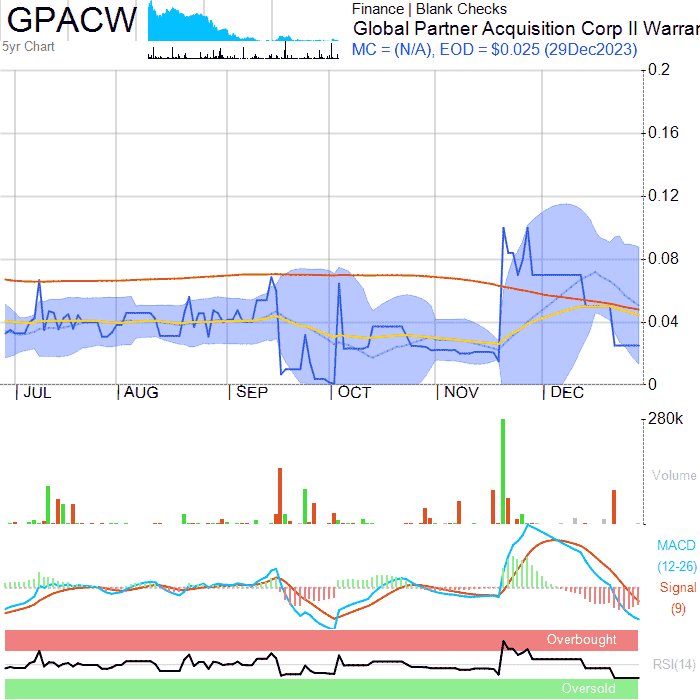 GPACW
5yr Chart
Finance | Blank Checks
Global Partner Acquisition Corp II Warran
MC = (N/A), EOD = $0.025 (29Dec2023)
0.2
0.16
0.12
0.08
0.04
0
JUL AUG SEP OCT NOV DEC
280k
Volume
MACD
(12-26)
Signal
(9)
Overbought
RSI(14)
Oversold